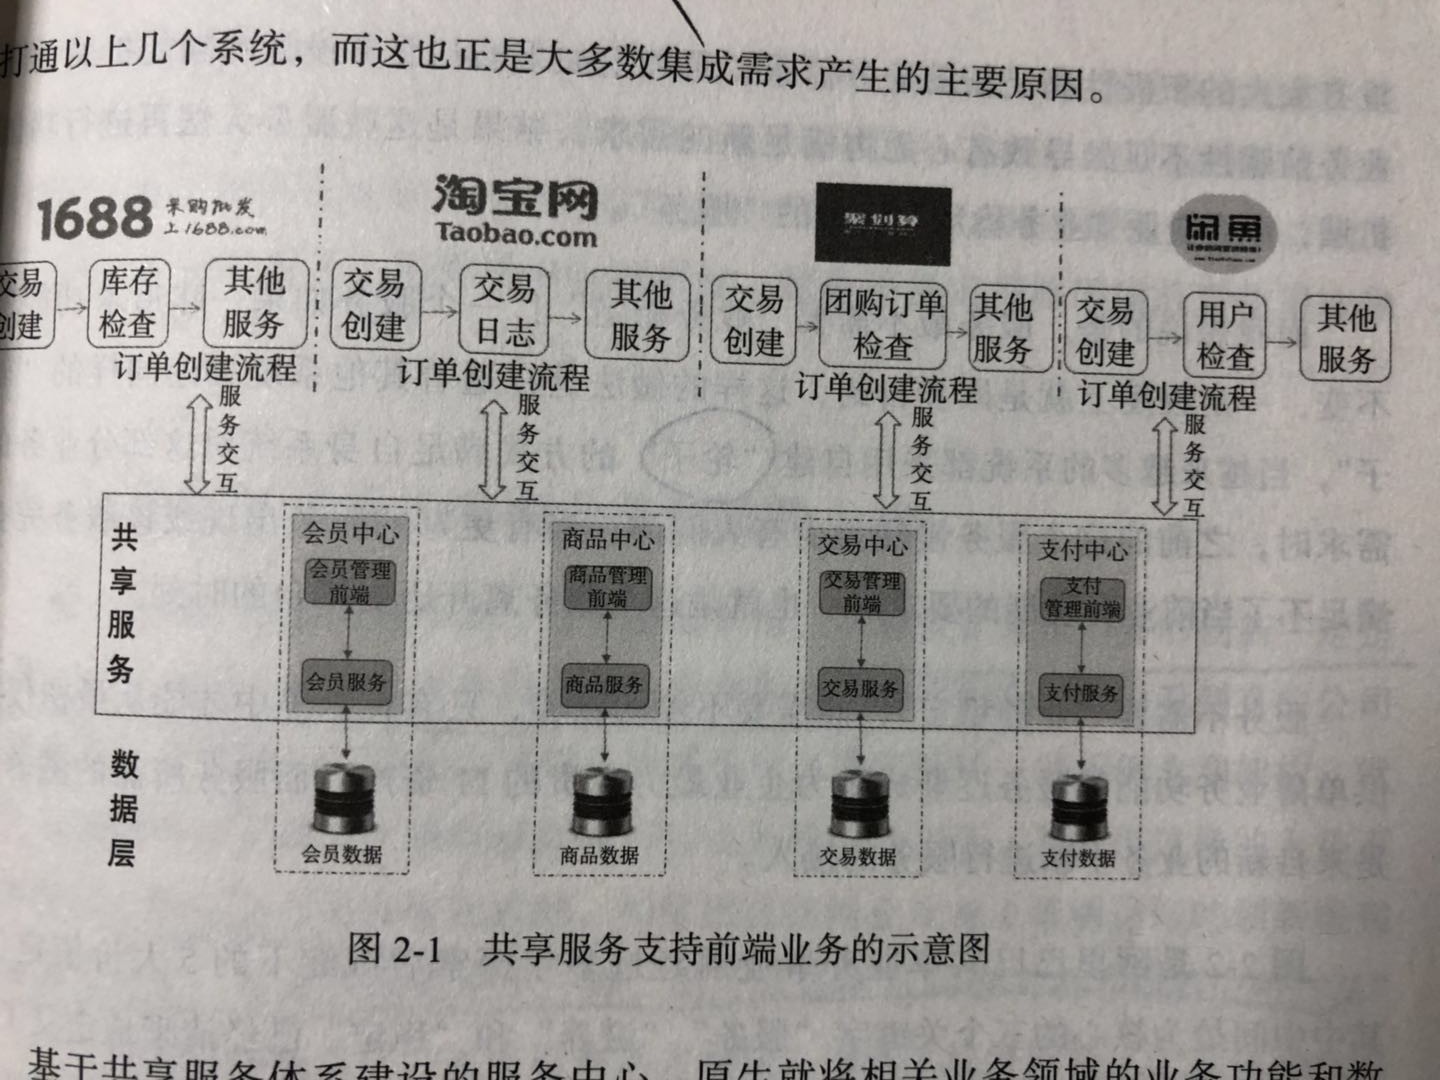 打通以上几个系统，而这也正是大多数集成需求产生的主要原因。
1688 采购批发
上1688.com
淘宝网
Taobao.com
聚划算
闲鱼
交易
创建
库存
检查
其他
服务
订单创建流程
交易
创建
交易
日志
其他
服务
订单创建流程
交易
创建
团购订单
检查
其他
服务
订单创建流程
交易
创建
用户
检查
其他
服务
订单创建流程
服务交互
服务交互
服务交互
服务交互
共享服务
会员中心
会员管理
前端
会员服务
商品中心
商品管理
前端
商品服务
交易中心
交易管理
前端
交易服务
支付中心
支付
管理前端
支付服务
数据层
会员数据
商品数据
交易数据
支付数据
图 2-1 共享服务支持前端业务的示意图
基于共享服务体系建设的服务中心，原生就将相关业务领域的业务功能和数